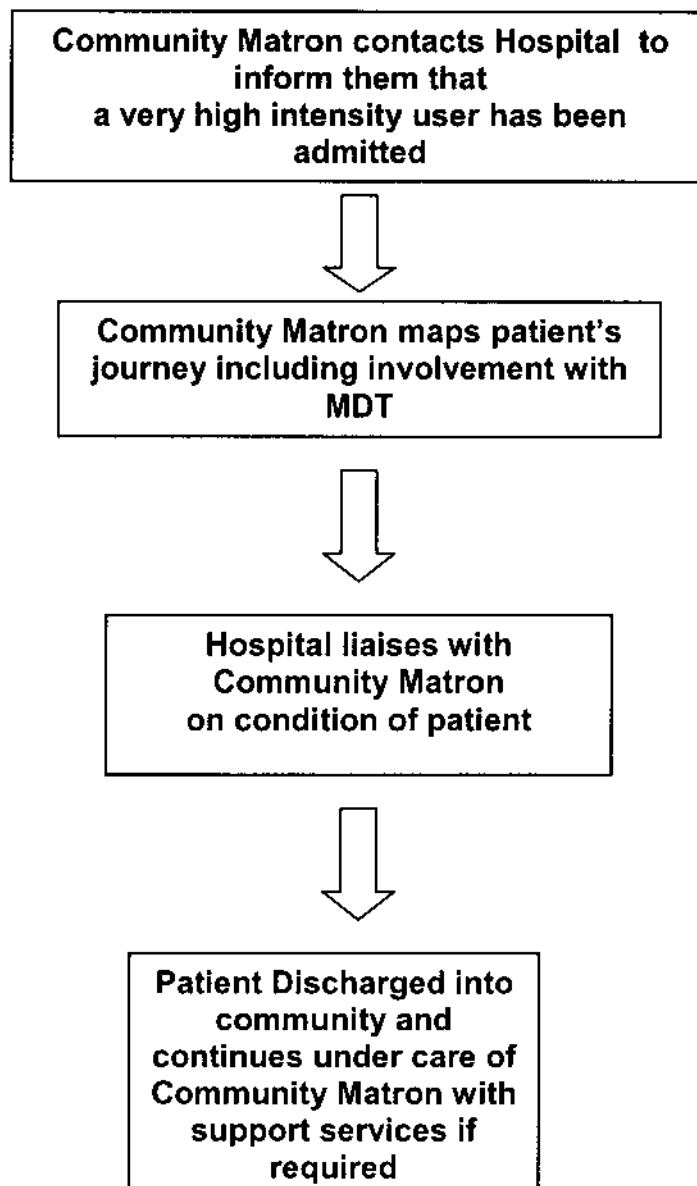 Community Matron contacts Hospital to
inform them that
a very high intensity user has been
admitted
Community Matron maps patient's
journey including involvement with
MDT
Hospital liaises with
Community Matron
on condition of patient
Patient Discharged into
community and
continues under care of
Community Matron with
support services if
required